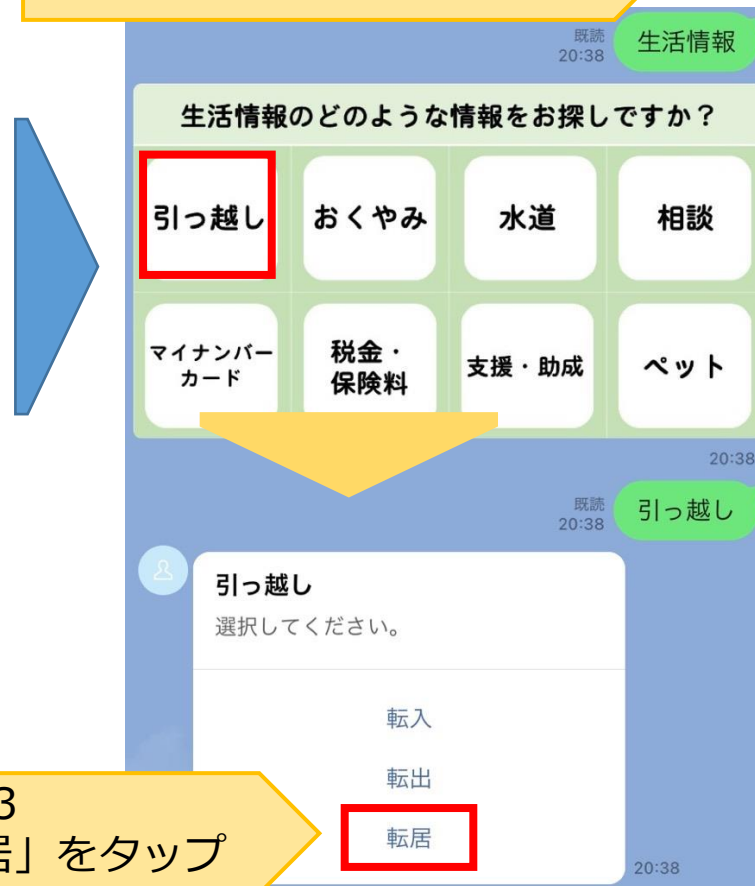 既読
20:38
生活情報
生活情報のどのような情報をお探しですか？
引っ越し
おくやみ
水道
相談
マイナンバー
カード
税金・
保険料
支援・助成
ペット
20:38
既読
20:38
引っ越し
引っ越し
選択してください。
転入
転出
転居
20:38
3
居」をタップ